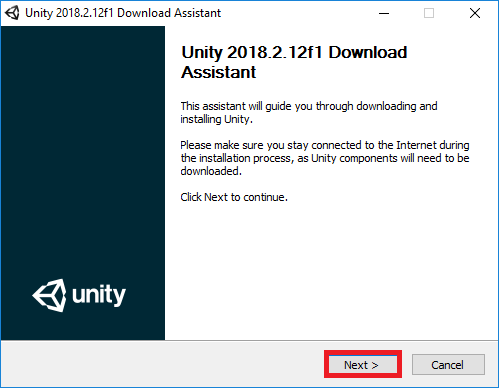 Unity 2018.2.12f1 Download Assistant
Unity 2018.2.12f1 Download
Assistant
This assistant will guide you through downloading and
installing Unity.
Please make sure you stay connected to the Internet during
the installation process, as Unity components will need to be
downloaded.
Click Next to continue.
unity
Next >
Cancel